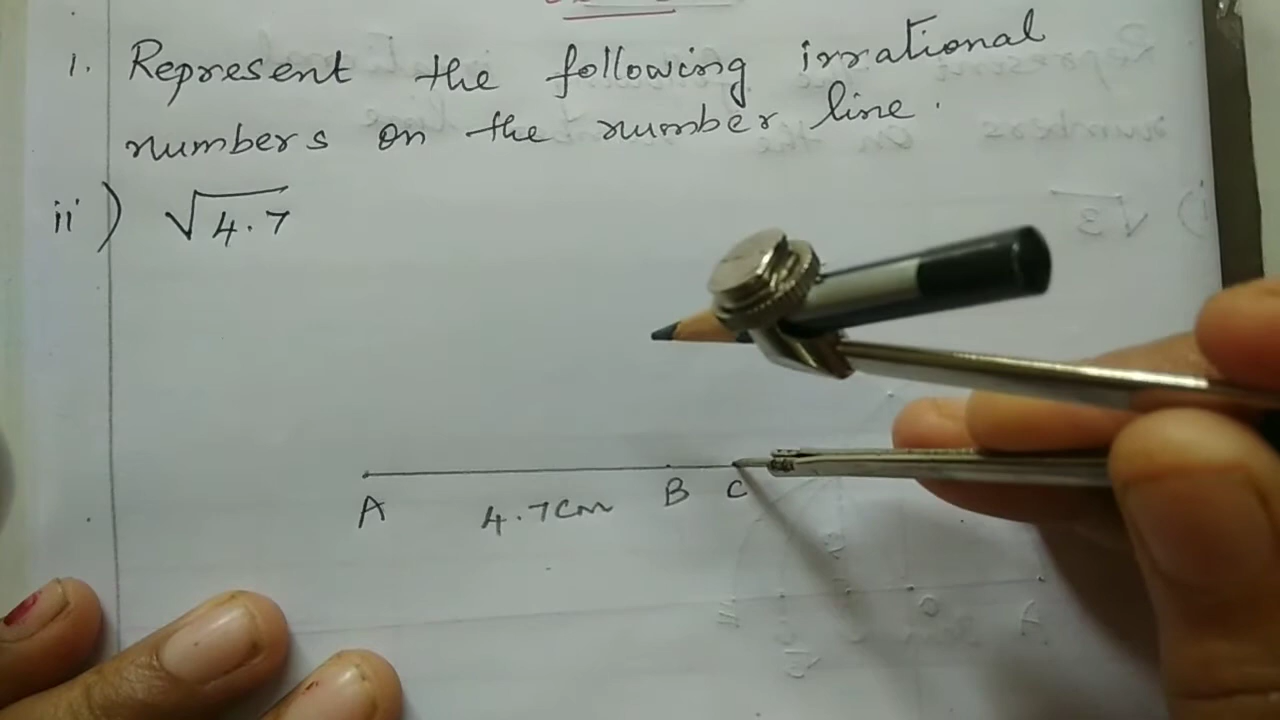 1. Represent the following irrational
numbers on the number line.
ii) √4.7
A 4.7cm B C